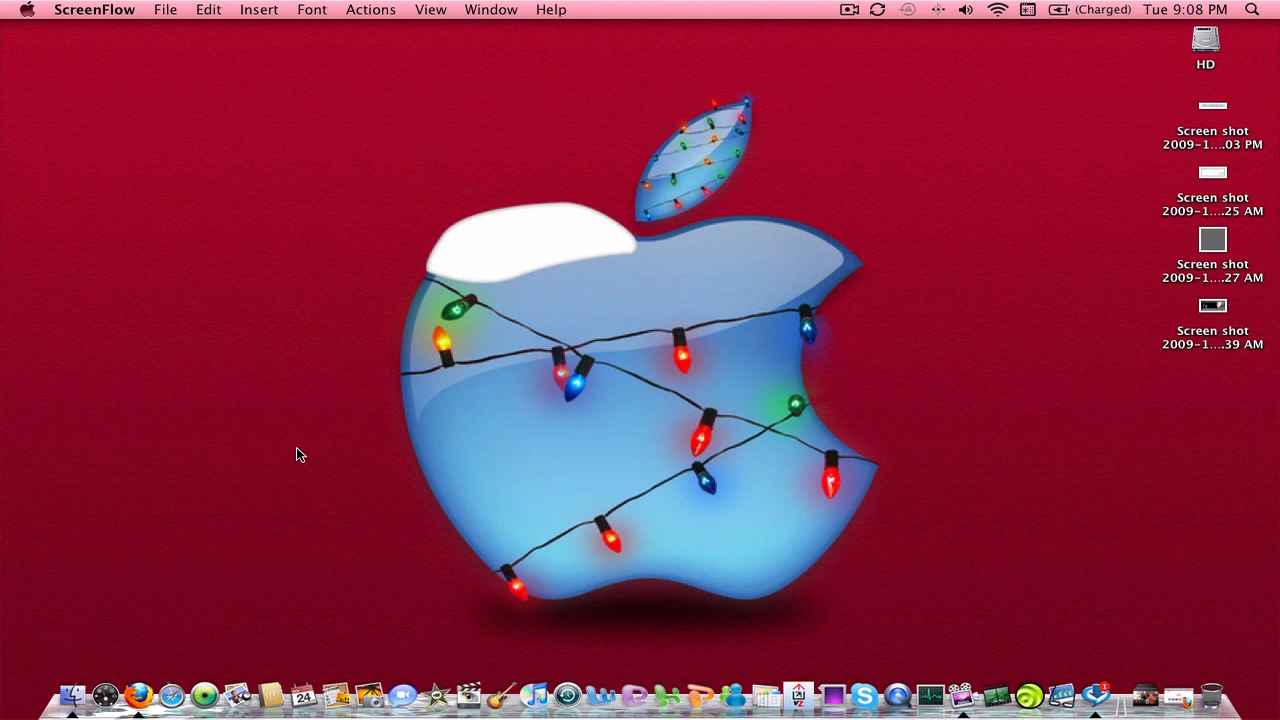 ScreenFlow File Edit Insert Font Actions View Window Help (Charged) Tue 9:08 PM
HD
Screen shot
2009-1....03 PM
Screen shot
2009-1....25 AM
Screen shot
2009-1....27 AM
Screen shot
2009-1....39 AM
24
1